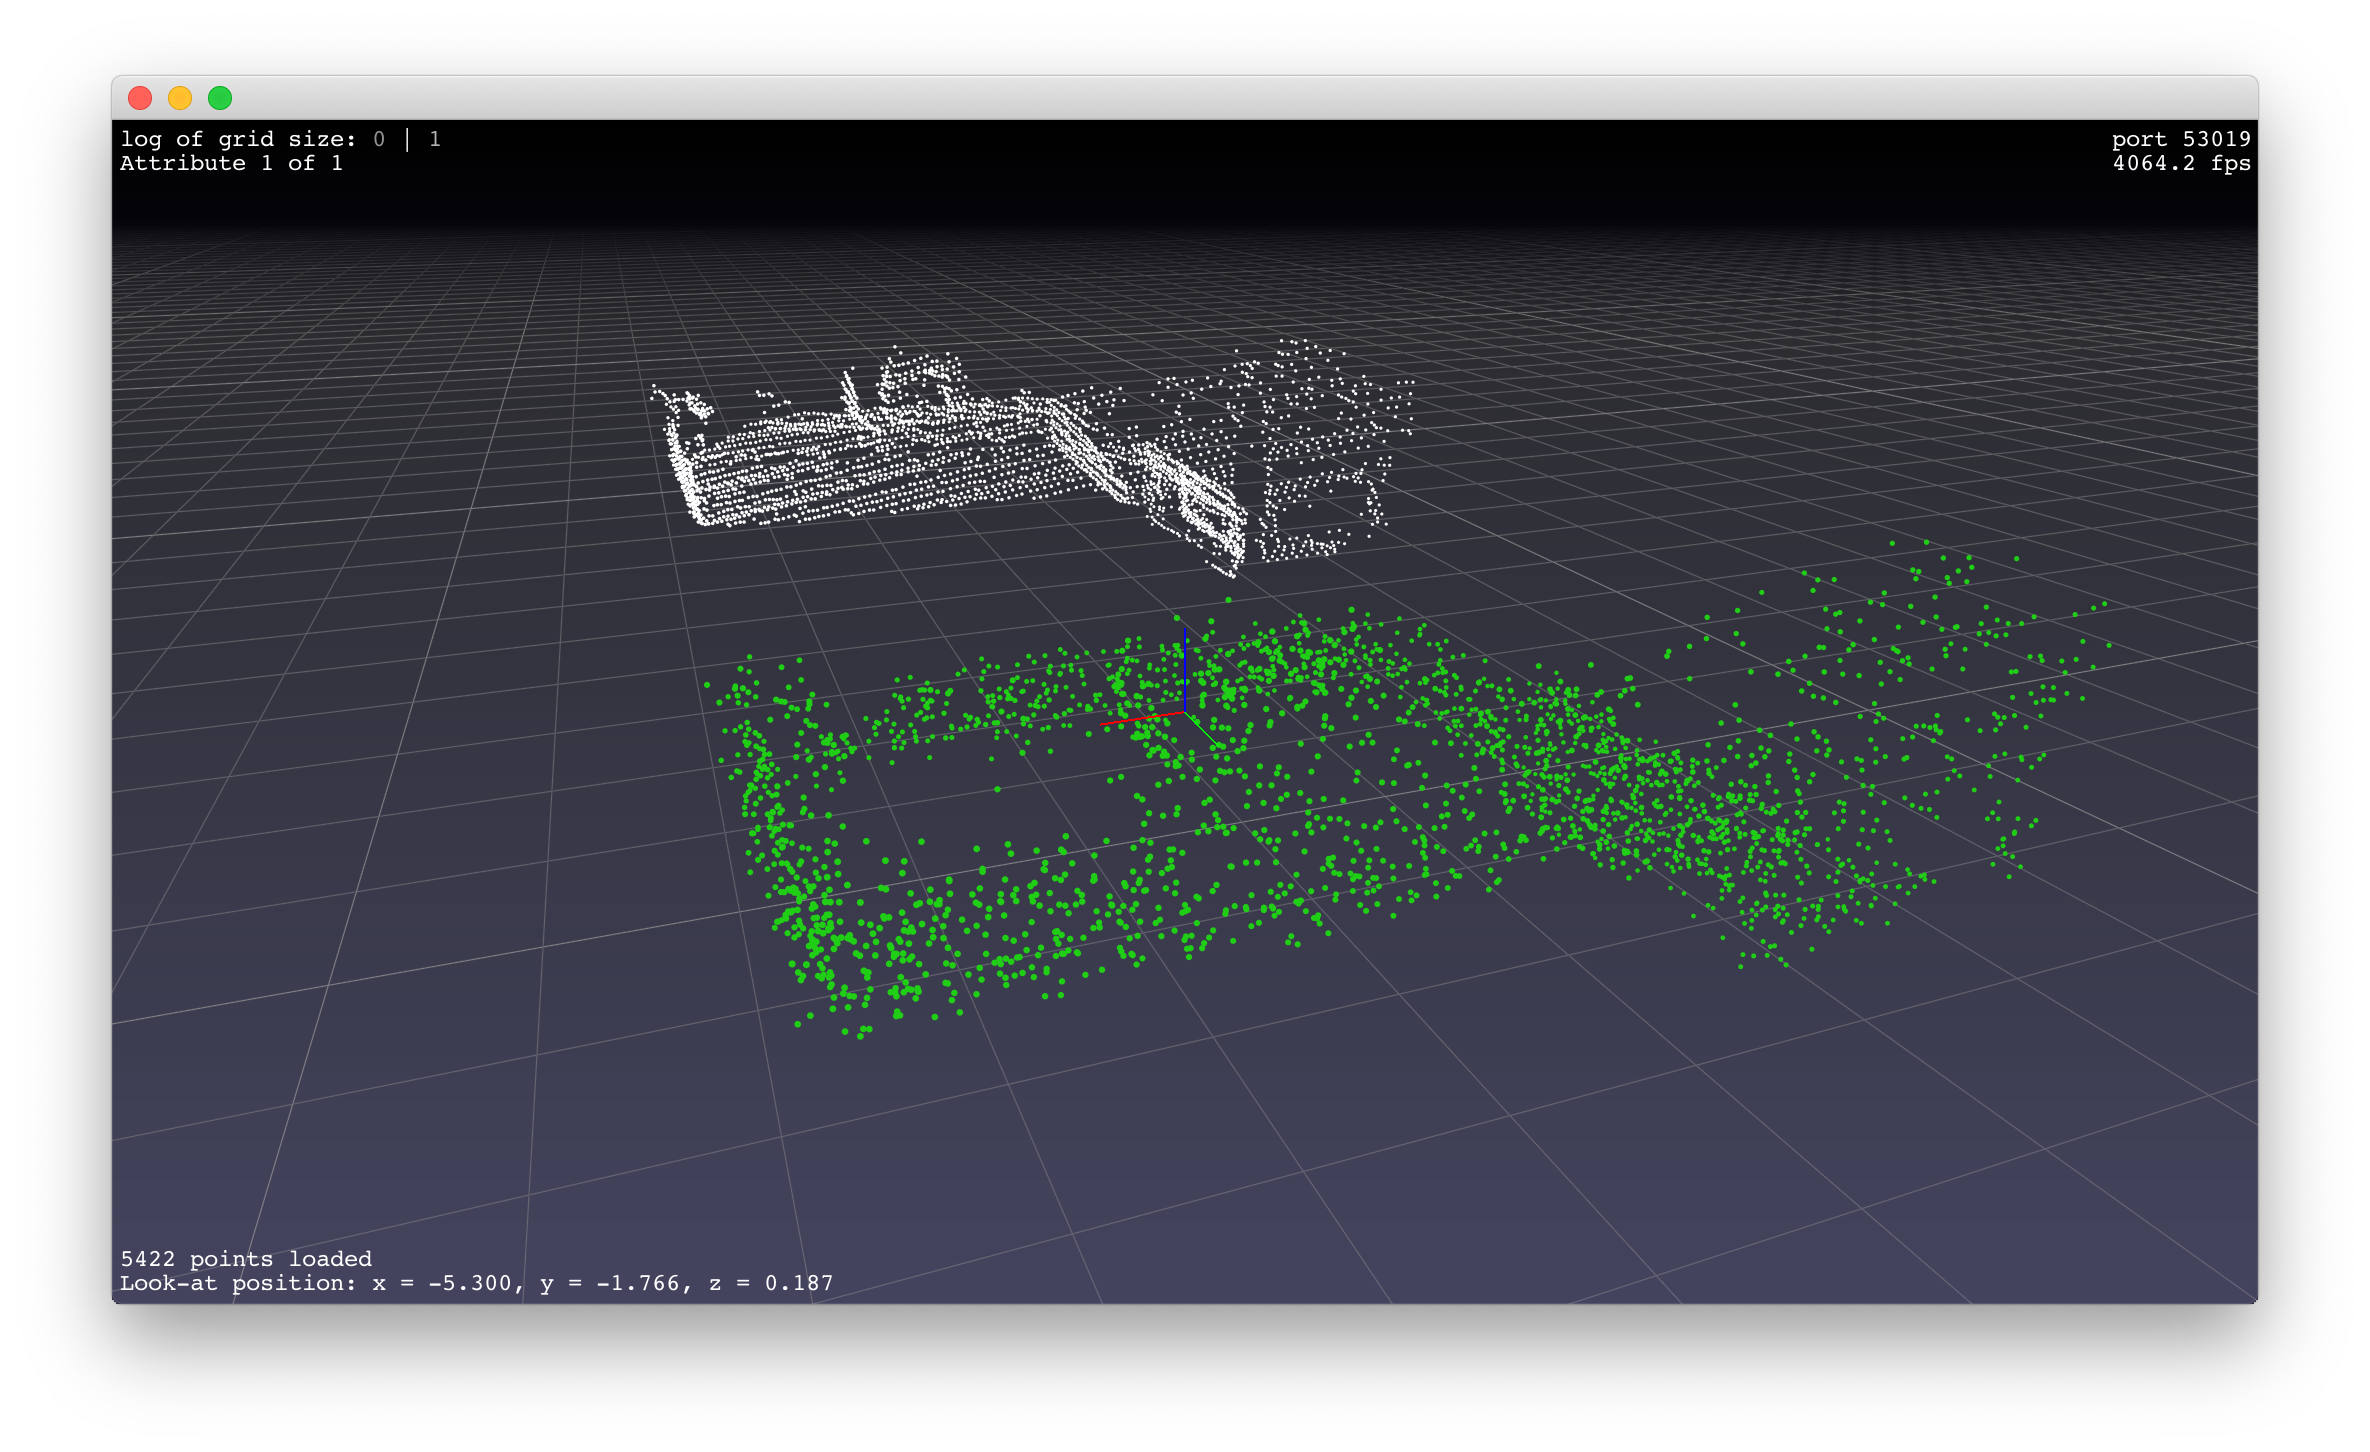 log of grid size: 0 | 1
port 53019
Attribute 1 of 1
4064.2 fps
5422 points loaded
Look-at position: x = -5.300, y = -1.766, z = 0.187